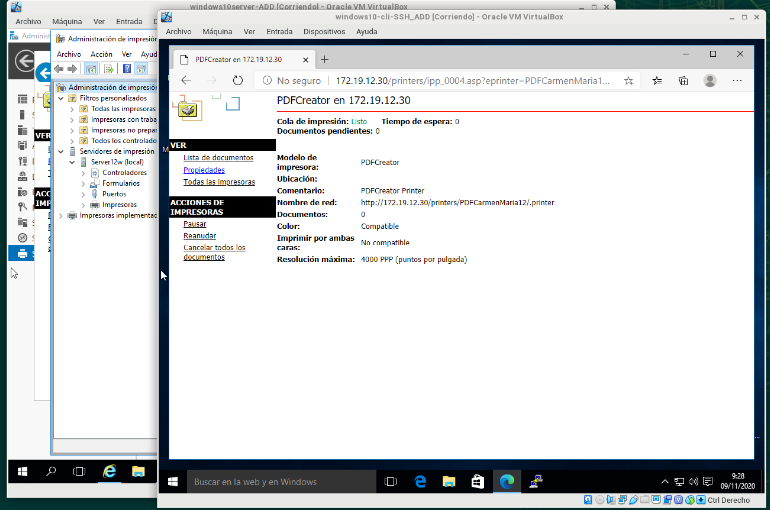 windows10server-ADD [Corriendo] - Oracle VM VirtualBox
Archivo Máquina Ver Entrada
Administración de impresión
Archivo Acción Ver
Administración de impresión
Filtros personalizados
Todas las impresoras
Impresoras con traba
Impresoras no prepa
Todos los controlado
Servidores de impresión
Server12w (local)
Controladores
Formularios
Puertos
Impresoras
Impresoras implementac
VER
windows10-cli-SSH_ADD [Corriendo] - Oracle VM VirtualBox
Archivo Máquina Ver Entrada Dispositivos Ayuda
PDFCreator en 172.19.12.30
No seguro | 172.19.12.30/printers/ipp_0004.asp?eprinter=PDFCarmenMaria1...
PDFCreator en 172.19.12.30
Cola de impresión: Listo Tiempo de espera: 0
Documentos pendientes: 0
VER
Lista de documentos
Propiedades
Todas las impresoras
ACCIONES DE
IMPRESORAS
Pausar
Reanudar
Cancelar todos los
documentos
Modelo de
impresora: PDFCreator
Ubicación:
Comentario: PDFCreator Printer
Nombre de red: http://172.19.12.30/printers/PDFCarmenMaria12/.printer
Documentos: 0
Color: Compatible
Imprimir por ambas
caras: No compatible
Resolución máxima: 4000 PPP (puntos por pulgada)
Buscar en la web y en Windows
9:28
09/11/2020
Ctrl Derecho